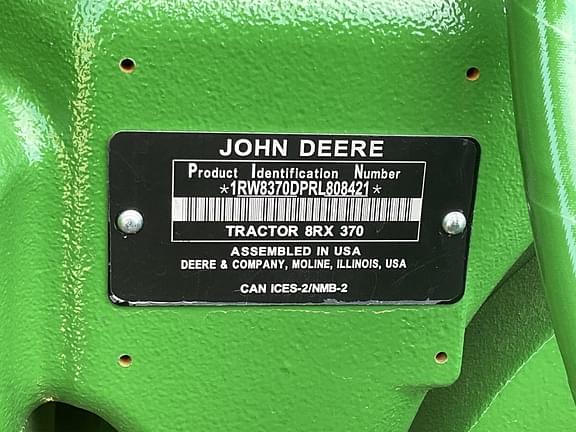 JOHN DEERE
Product Identification Number
*1RW8370DPRL808421*
TRACTOR 8RX 370
ASSEMBLED IN USA
DEERE & COMPANY, MOLINE, ILLINOIS, USA
CAN ICES-2/NMB-2